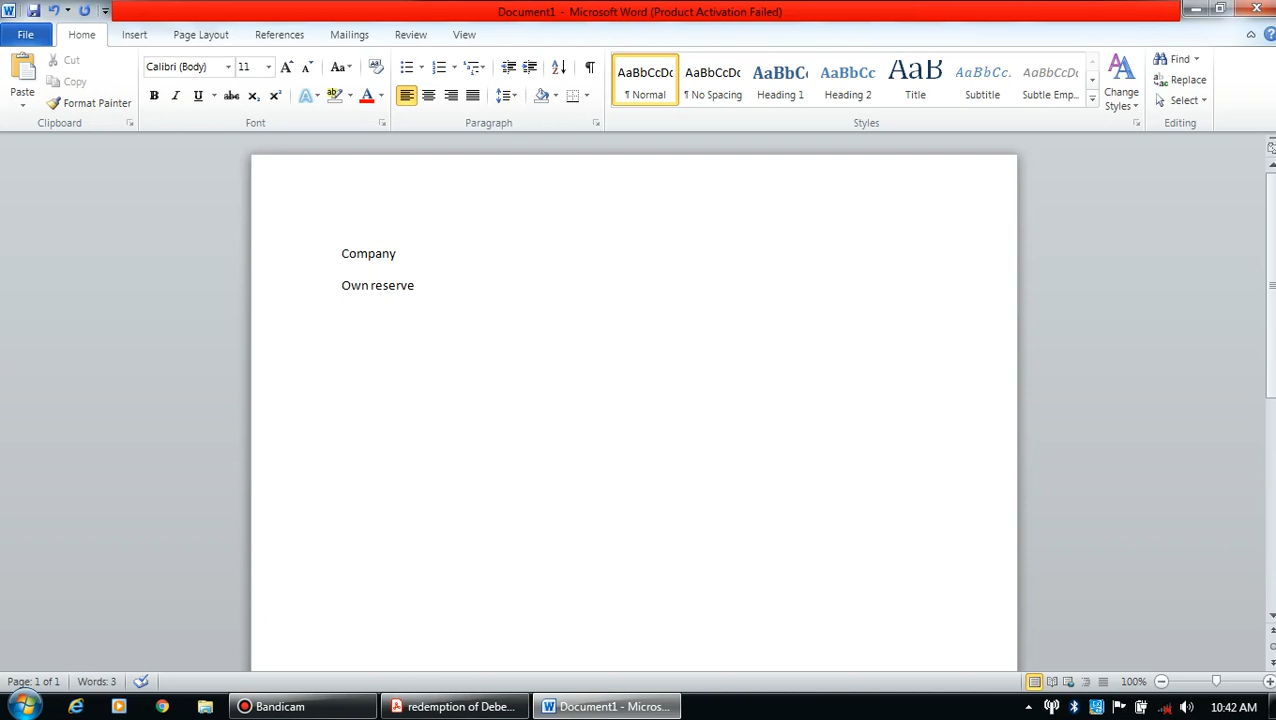 Document1 - Microsoft Word (Product Activation Failed)
File Home Insert Page Layout References Mailings Review View
Paste
Cut
Copy
Format Painter
Clipboard
Calibri (Body) 11
Font
Paragraph
AaBbCcDc AaBbCcDc AaBbCc AaBbCc AaB AaBbCc. AaBbCcDc
¶ Normal ¶ No Spacing Heading 1 Heading 2 Title Subtitle Subtle Emp...
Change Styles
Styles
Find
Replace
Select
Editing
Company
Own reserve
Page: 1 of 1 Words: 3 100%
Bandicam redemption of Debe... Document1 - Micros... 10:42 AM